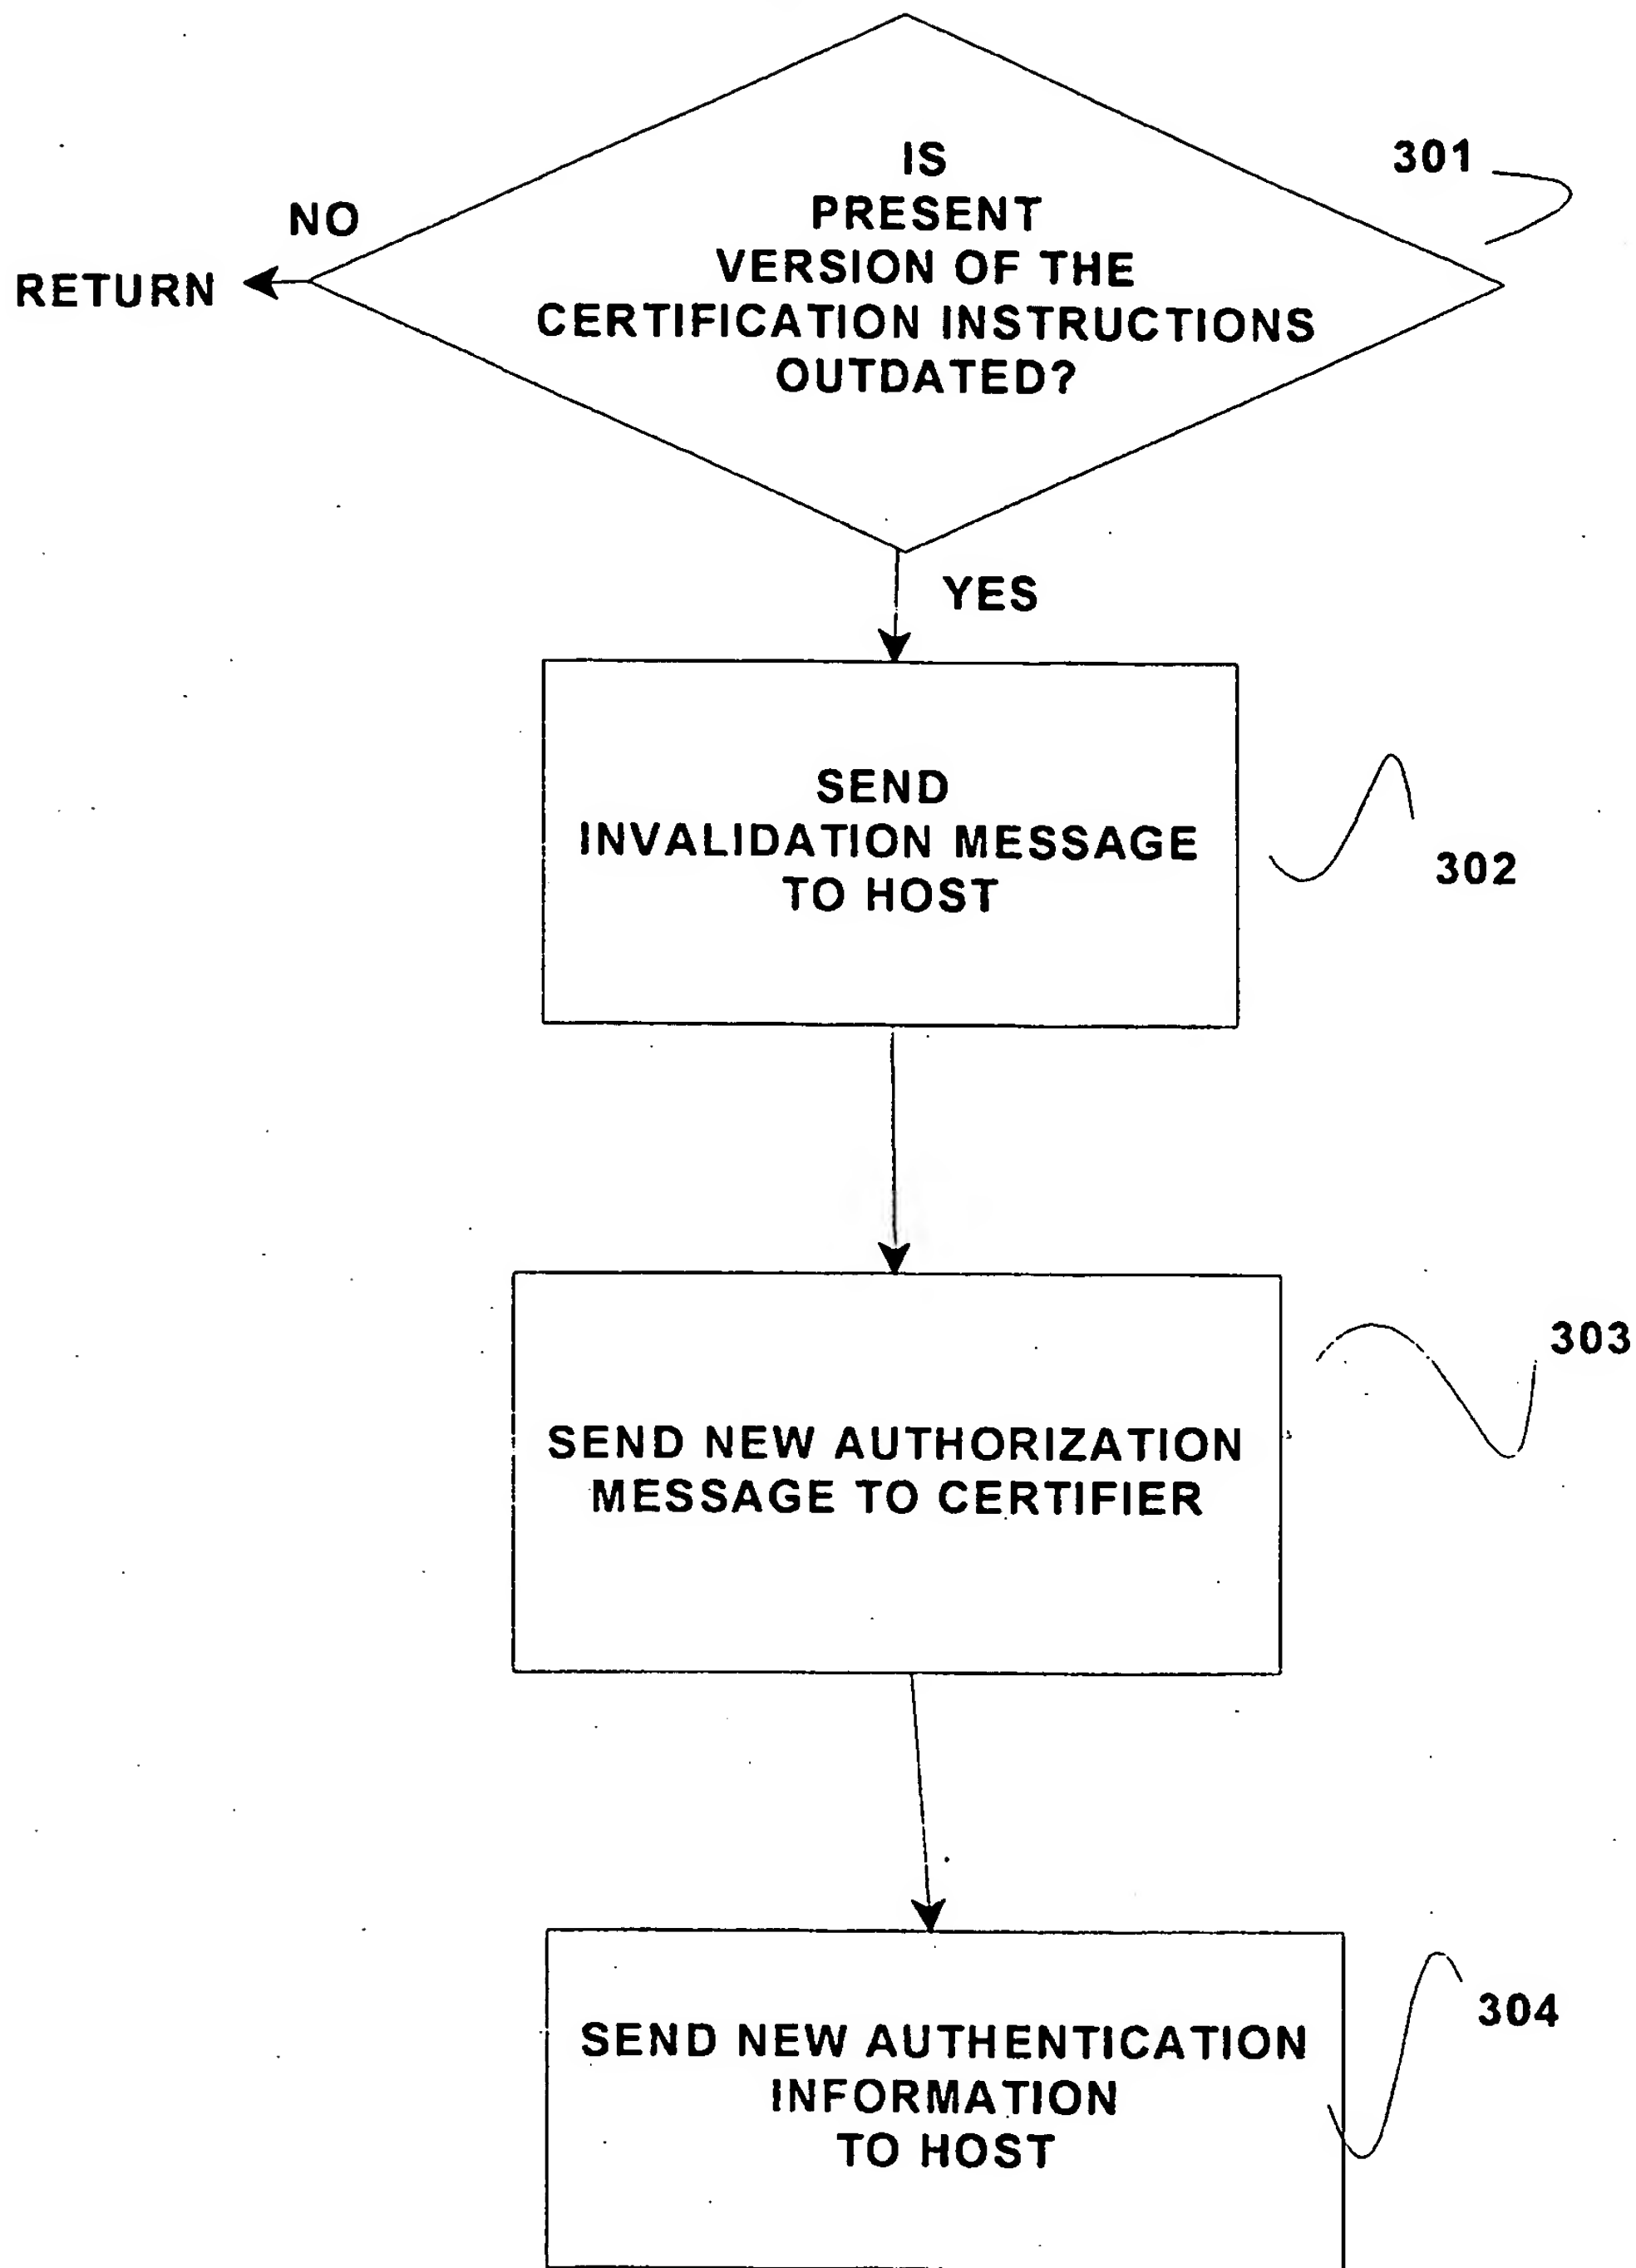 IS
PRESENT
VERSION OF THE
CERTIFICATION INSTRUCTIONS
OUTDATED?
301
NO
RETURN
YES
SEND
INVALIDATION MESSAGE
TO HOST
302
303
SEND NEW AUTHORIZATION
MESSAGE TO CERTIFIER
304
SEND NEW AUTHENTICATION
INFORMATION
TO HOST